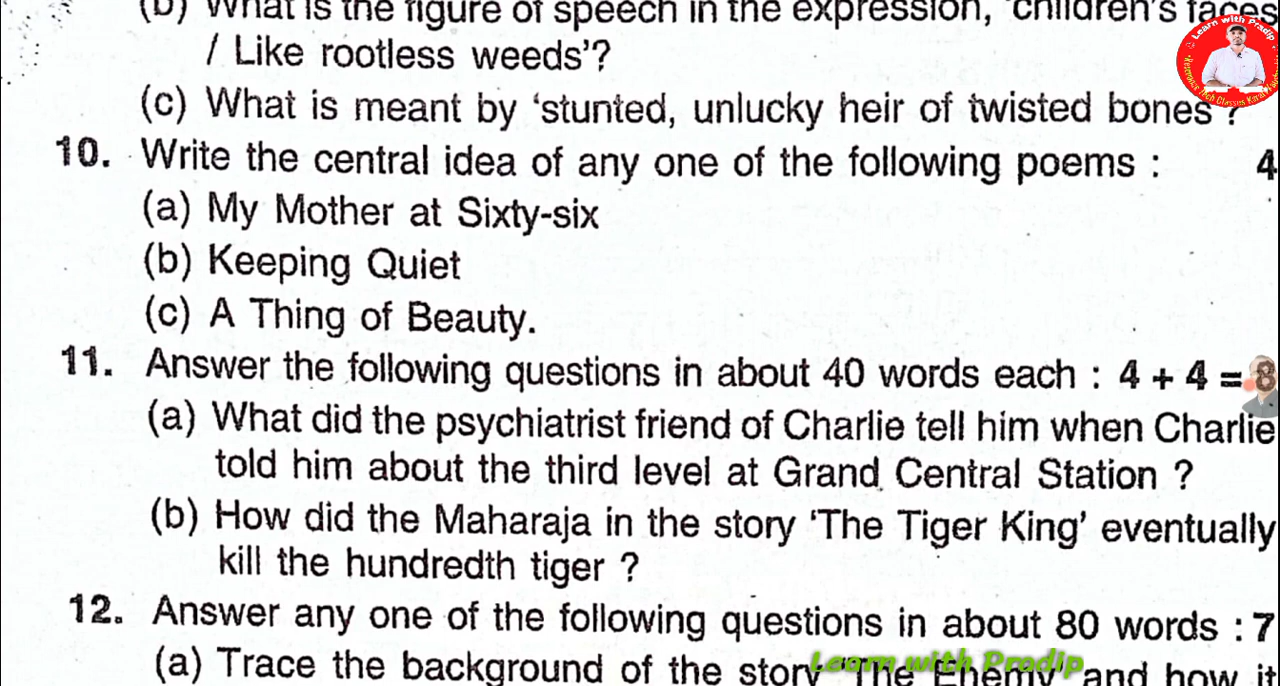 (b) What is the figure of speech in the expression, 'children's faces
/ Like rootless weeds'?
(c) What is meant by 'stunted, unlucky heir of twisted bones'?
10. Write the central idea of any one of the following poems : 4
(a) My Mother at Sixty-six
(b) Keeping Quiet
(c) A Thing of Beauty.
11. Answer the following questions in about 40 words each : 4 + 4 = 8
(a) What did the psychiatrist friend of Charlie tell him when Charlie
told him about the third level at Grand Central Station ?
(b) How did the Maharaja in the story 'The Tiger King' eventually
kill the hundredth tiger ?
12. Answer any one of the following questions in about 80 words : 7
(a) Trace the background of the story 'The Enemy' and how it
Learn with Pradip
Learn with Pradip